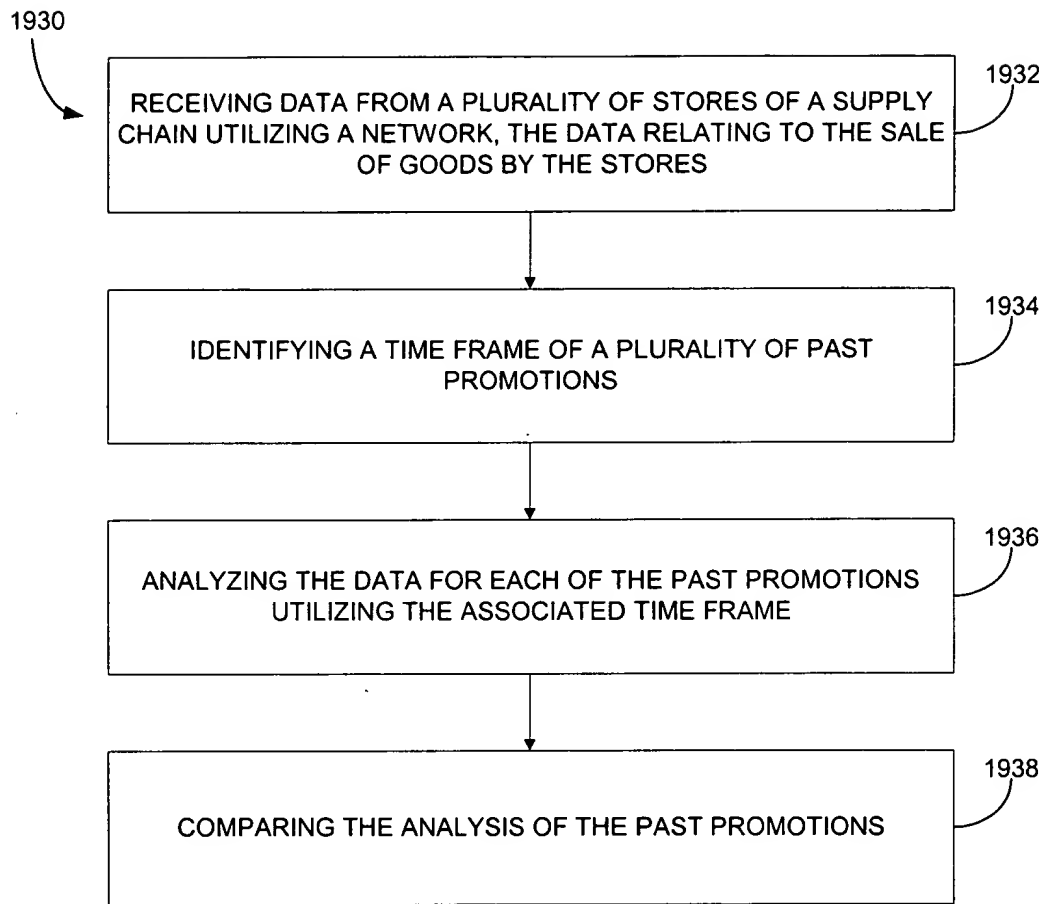 1930
1932
RECEIVING DATA FROM A PLURALITY OF STORES OF A SUPPLY
CHAIN UTILIZING A NETWORK, THE DATA RELATING TO THE SALE
OF GOODS BY THE STORES
1934
IDENTIFYING A TIME FRAME OF A PLURALITY OF PAST
PROMOTIONS
1936
ANALYZING THE DATA FOR EACH OF THE PAST PROMOTIONS
UTILIZING THE ASSOCIATED TIME FRAME
1938
COMPARING THE ANALYSIS OF THE PAST PROMOTIONS